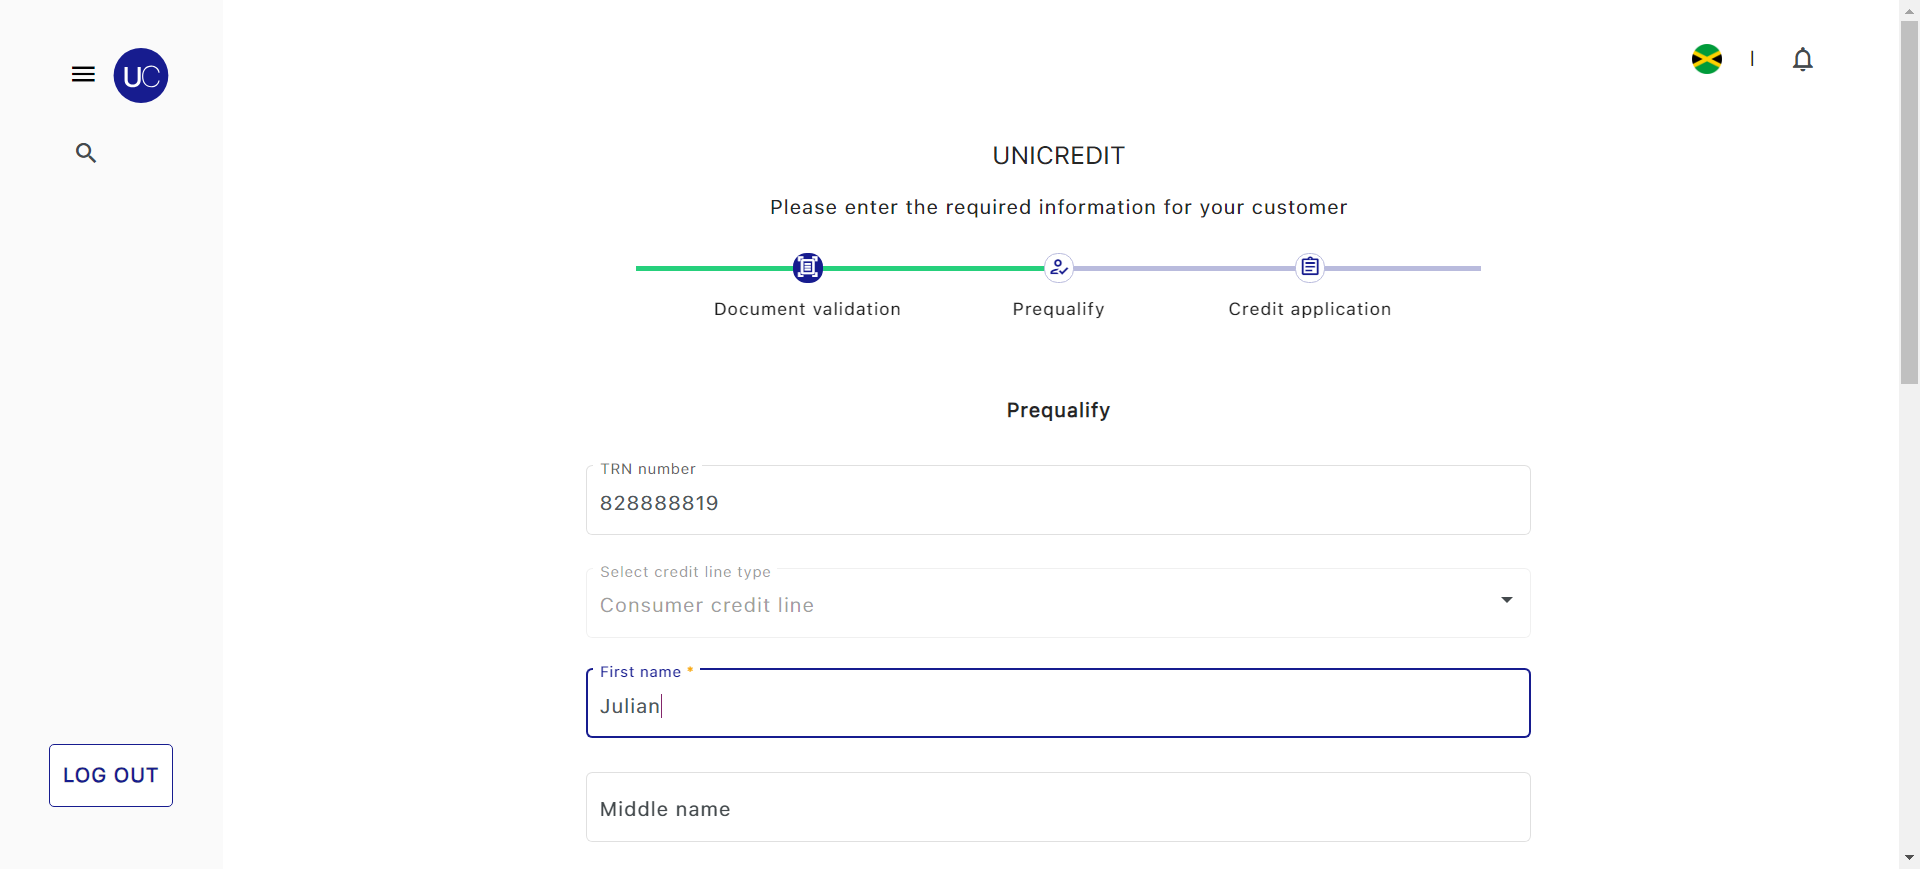 UC
UNICREDIT
Please enter the required information for your customer
Document validation
Prequalify
Credit application
Prequalify
TRN number
828888819
Select credit line type
Consumer credit line
First name *
Julian
Middle name
LOG OUT